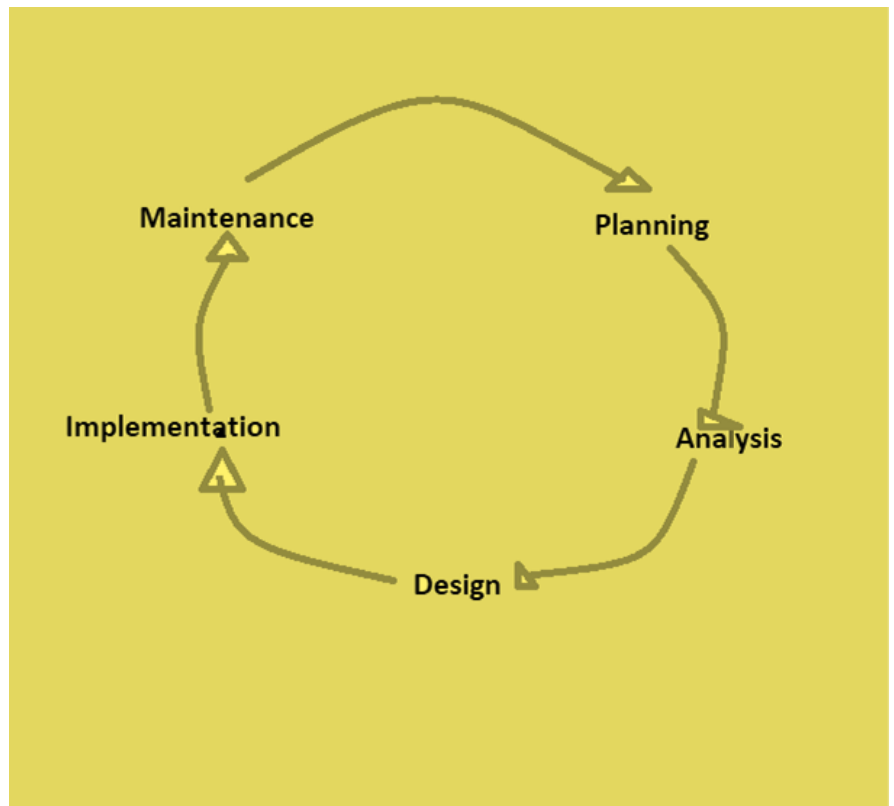 Maintenance
Planning
Implementation
Analysis
Design